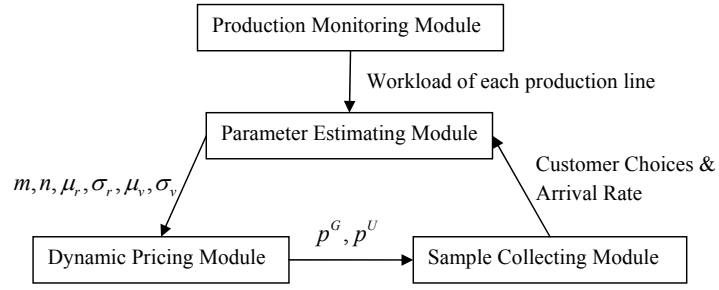 Production Monitoring Module
Workload of each production line
Parameter Estimating Module
Customer Choices &
Arrival Rate
m, n, μ_r, σ_r, μ_v, σ_v
p^G, p^U
Dynamic Pricing Module
Sample Collecting Module